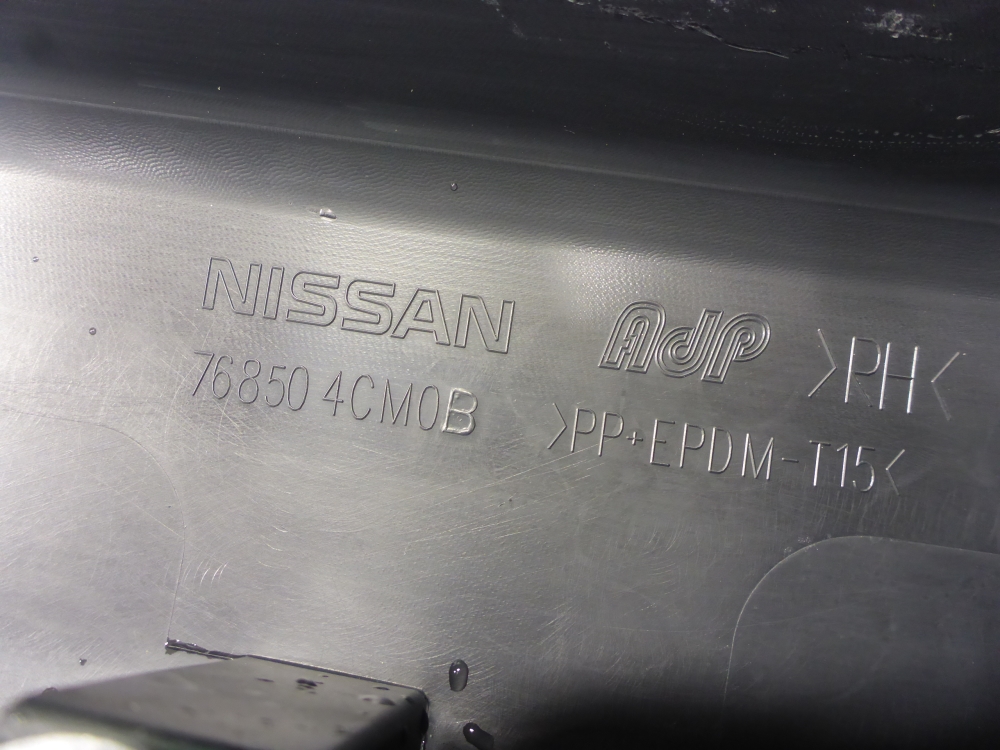 NISSAN
76850 4CM0B
AdP
>PH<
>PP+EPDM-T15<